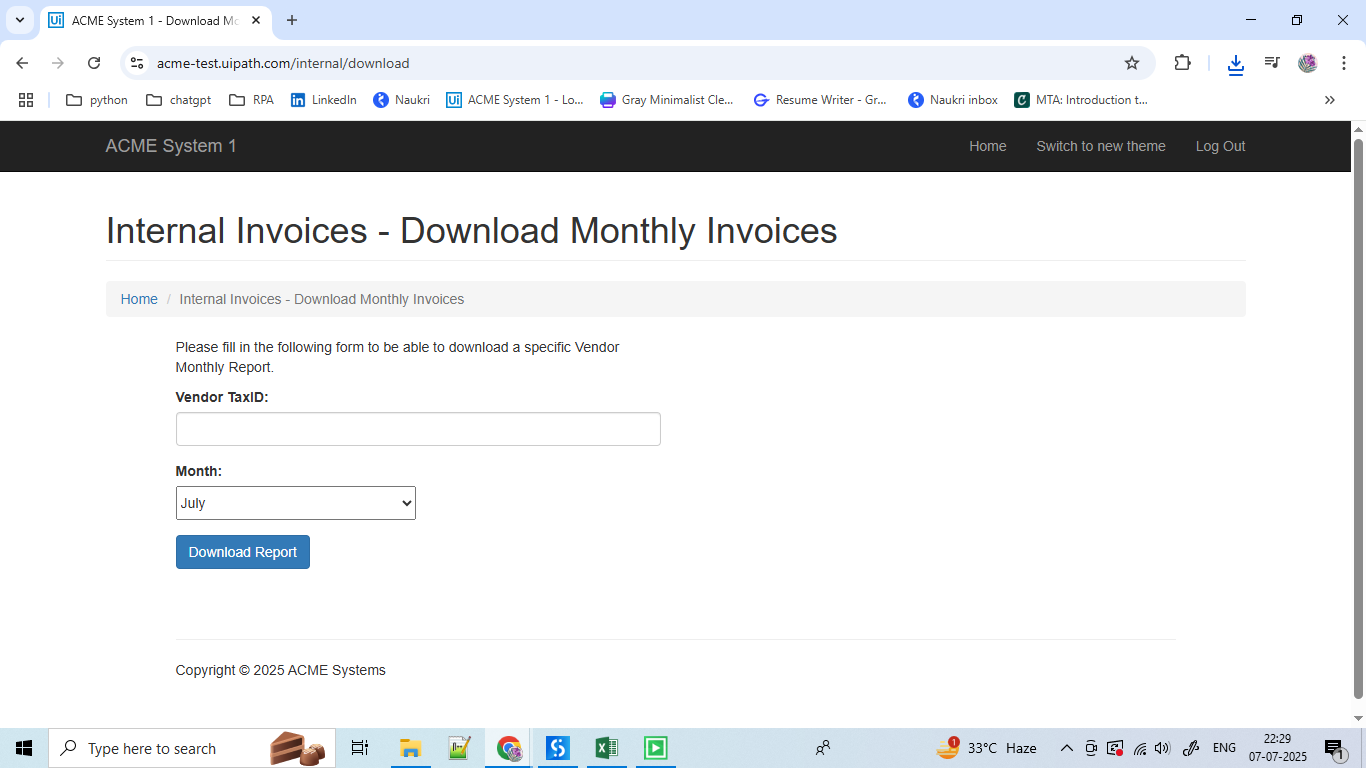 ACME System 1 - Download Mo
acme-test.uipath.com/internal/download
python
chatgpt
RPA
LinkedIn
Naukri
ACME System 1 - Lo...
Gray Minimalist Cle...
Resume Writer - Gr...
Naukri inbox
MTA: Introduction t...
ACME System 1
Home
Switch to new theme
Log Out
Internal Invoices - Download Monthly Invoices
Home / Internal Invoices - Download Monthly Invoices
Please fill in the following form to be able to download a specific Vendor
Monthly Report.
Vendor TaxID:
Month:
July
Download Report
Copyright © 2025 ACME Systems
Type here to search
1
33°C Haze
ENG
22:29
07-07-2025
1